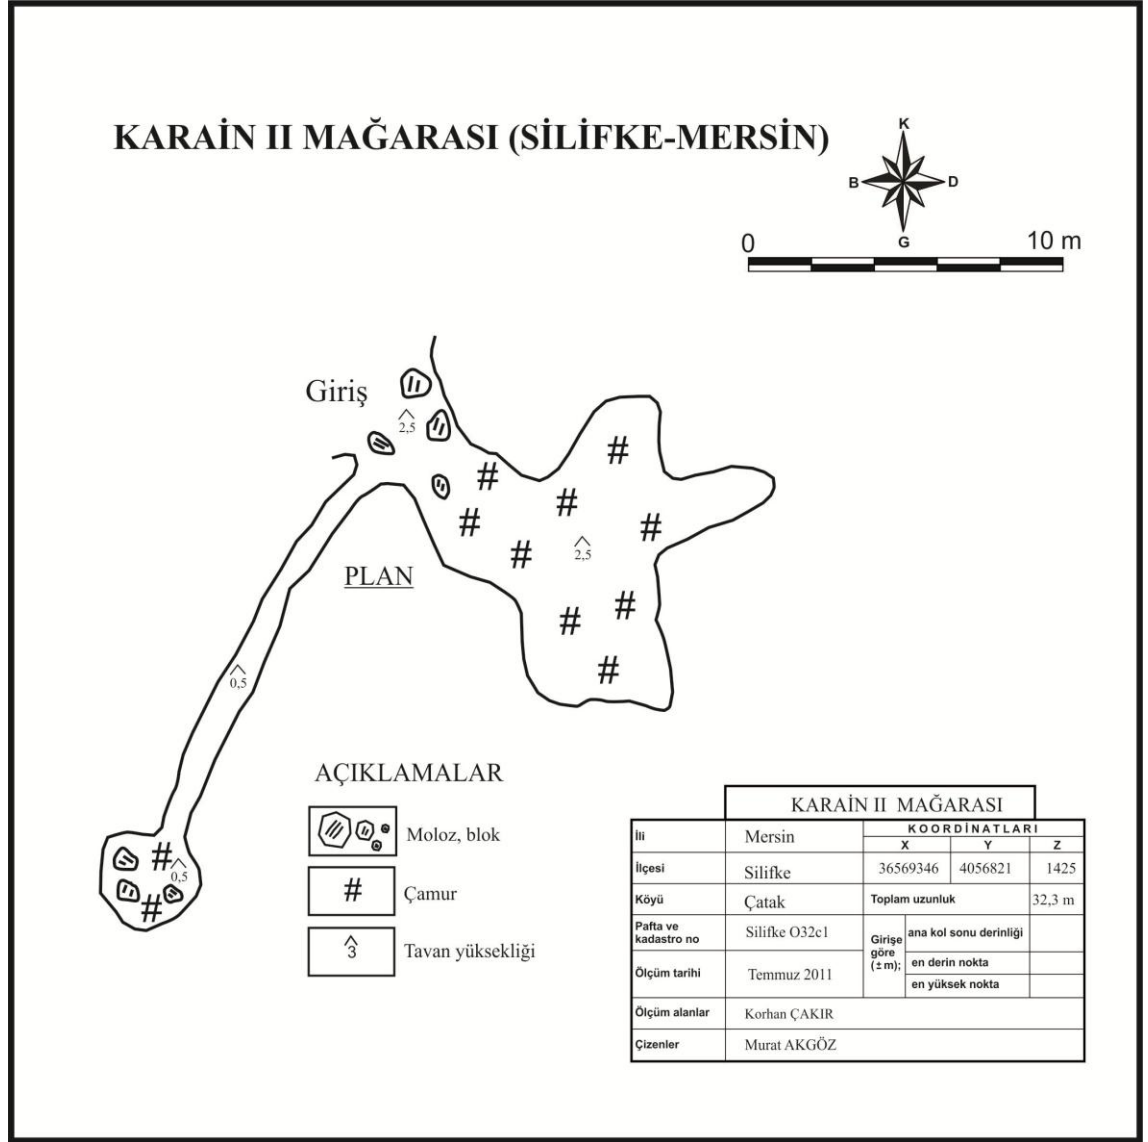 KARAİN II MAĞARASI (SİLİFKE-MERSİN)
K
B D
G
0 10 m
Giriş
2,5
# # #
# # #
2,5
#
PLAN
# #
#
0,5
AÇIKLAMALAR
Moloz, blok
# Çamur
3 Tavan yüksekliği
#
0,5
#
KARAİN II MAĞARASI
İli Mersin KOORDİNATLARI
X Y Z
İlçesi Silifke 36569346 4056821 1425
Köyü Çatak Toplam uzunluk 32,3 m
Pafta ve kadastro no Silifke O32c1 Girişe göre (±m); ana kol sonu derinliği
en derin nokta
Ölçüm tarihi Temmuz 2011 en yüksek nokta
Ölçüm alanlar Korhan ÇAKIR
Çizenler Murat AKGÖZ